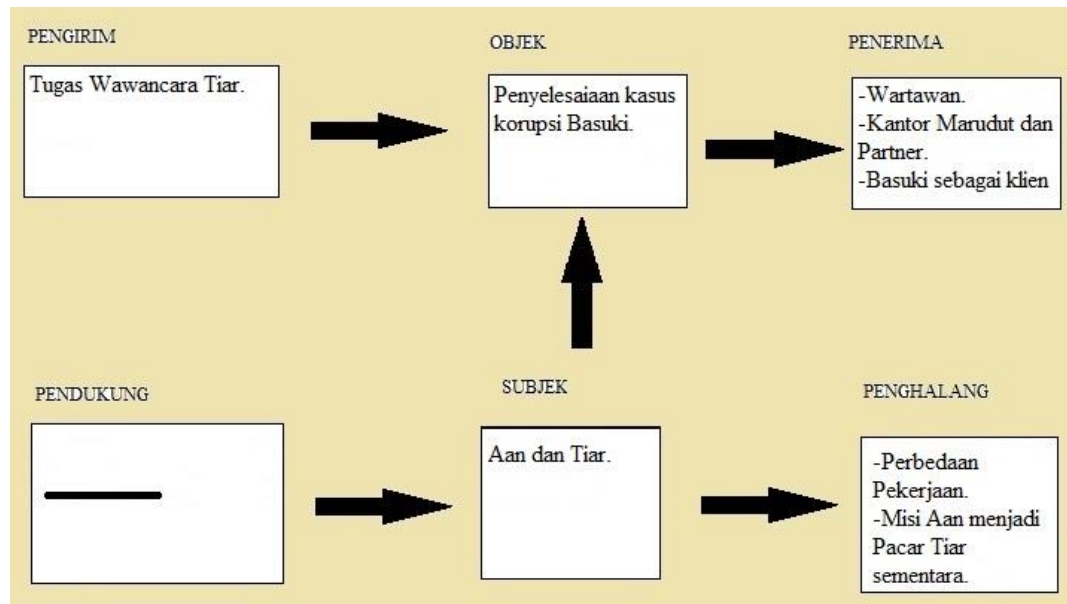 PENGIRIM
Tugas Wawancara Tiar.
OBJEK
Penyelesaiaan kasus
korupsi Basuki.
PENERIMA
-Wartawan.
-Kantor Marudut dan
Partner.
-Basuki sebagai klien
PENDUKUNG
SUBJEK
Aan dan Tiar.
PENGHALANG
-Perbedaan
Pekerjaan.
-Misi Aan menjadi
Pacar Tiar
sementara.